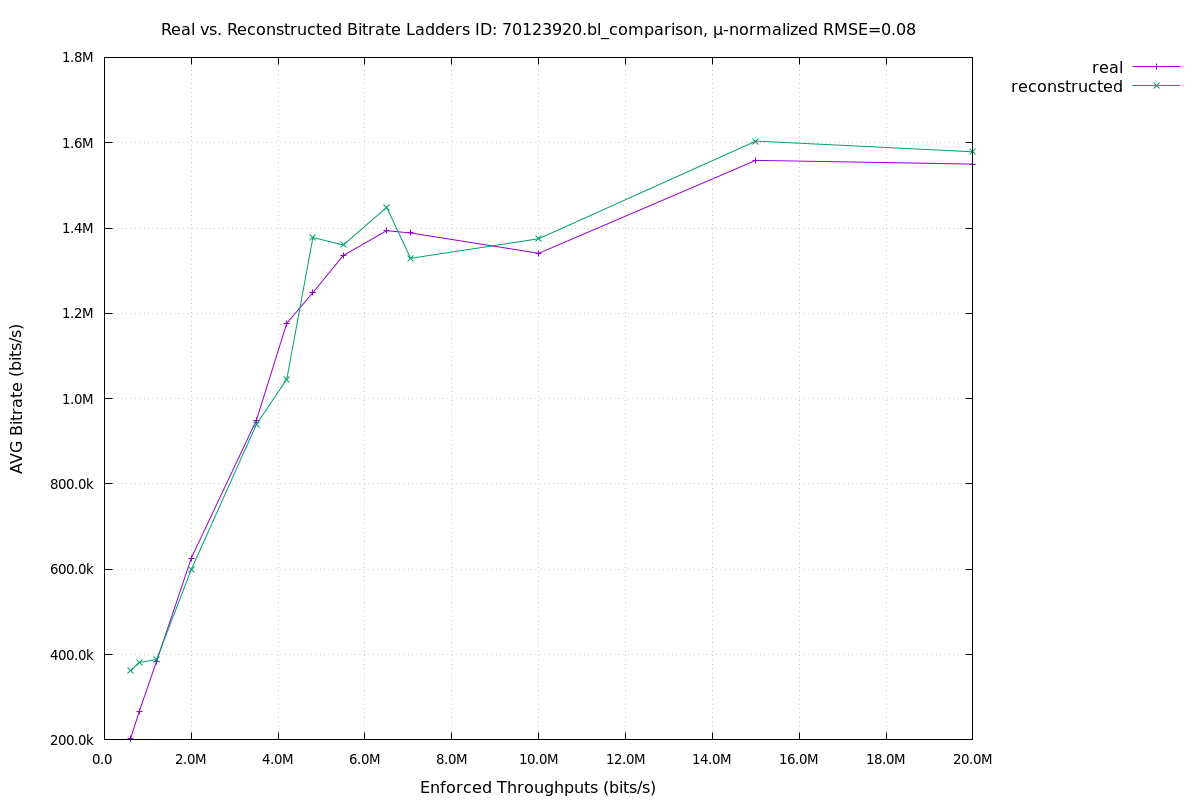 Real vs. Reconstructed Bitrate Ladders ID: 70123920.bl_comparison, μ-normalized RMSE=0.08
real
reconstructed
1.8M
1.6M
1.4M
1.2M
1.0M
800.0k
600.0k
400.0k
200.0k
AVG Bitrate (bits/s)
0.0 2.0M 4.0M 6.0M 8.0M 10.0M 12.0M 14.0M 16.0M 18.0M 20.0M
Enforced Throughputs (bits/s)